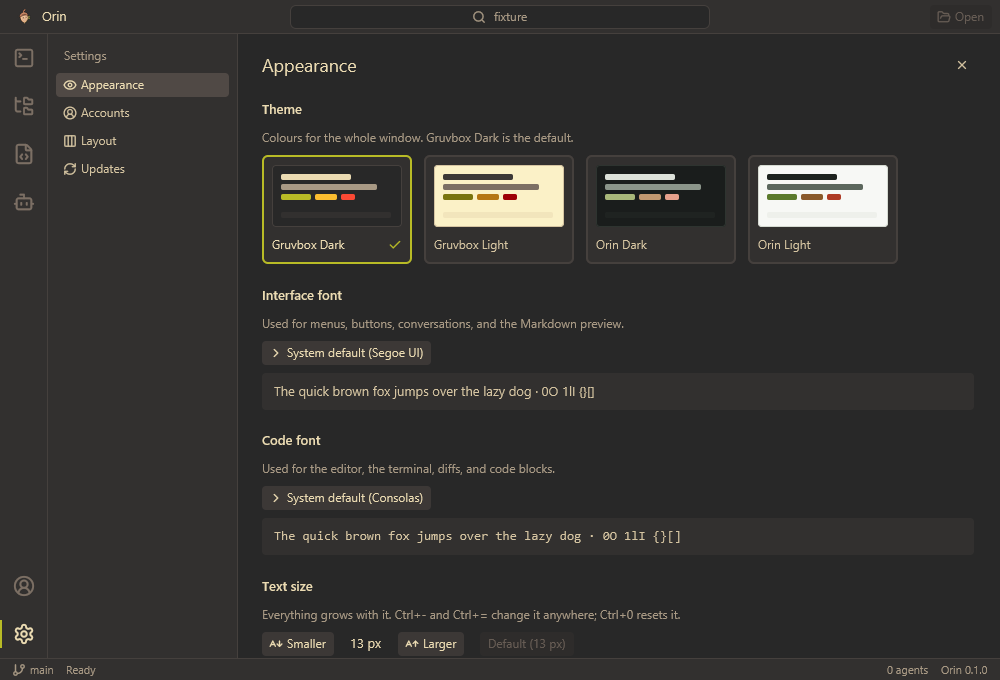 Orin
fixture
Open
Settings
Appearance
Accounts
Layout
Updates
Appearance
Theme
Colours for the whole window. Gruvbox Dark is the default.
Gruvbox Dark
Gruvbox Light
Orin Dark
Orin Light
Interface font
Used for menus, buttons, conversations, and the Markdown preview.
System default (Segoe UI)
The quick brown fox jumps over the lazy dog · 0O 1lI {}[]
Code font
Used for the editor, the terminal, diffs, and code blocks.
System default (Consolas)
The quick brown fox jumps over the lazy dog · 0O 1lI {}[]
Text size
Everything grows with it. Ctrl+- and Ctrl+= change it anywhere; Ctrl+0 resets it.
A Smaller
13 px
A Larger
Default (13 px)
main
Ready
0 agents
Orin 0.1.0